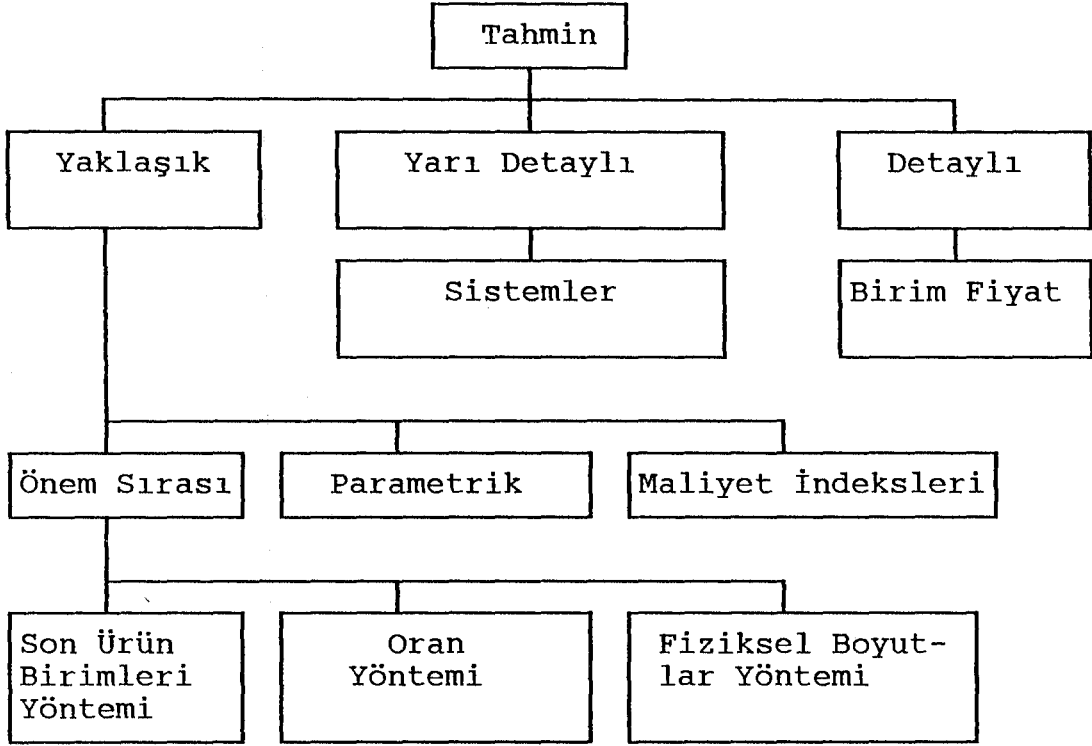 Tahmin
Yaklaşık
Yarı Detaylı
Detaylı
Sistemler
Birim Fiyat
Önem Sırası
Parametrik
Maliyet İndeksleri
Son Ürün
Birimleri
Yöntemi
Oran
Yöntemi
Fiziksel Boyut-
lar Yöntemi